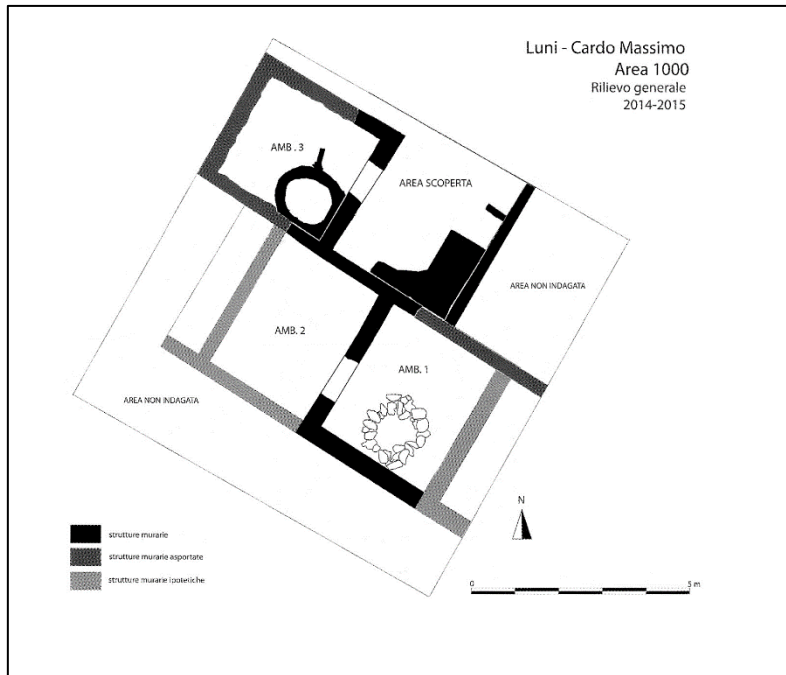 Luni - Cardo Massimo
Area 1000
Rilievo generale
2014-2015
AMB . 3
AREA SCOPERTA
AREA NON INDAGATA
AMB. 2
AMB. 1
AREA NON INDAGATA
N
strutture murarie
strutture murarie asportate
strutture murarie ipotetiche
0
5 m